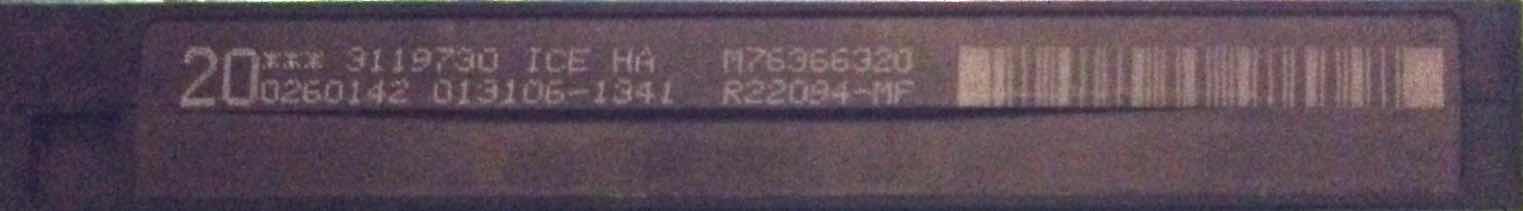 20*** 3119730 ICE HA M76366320
0260142 013106-1341 R22094-MF